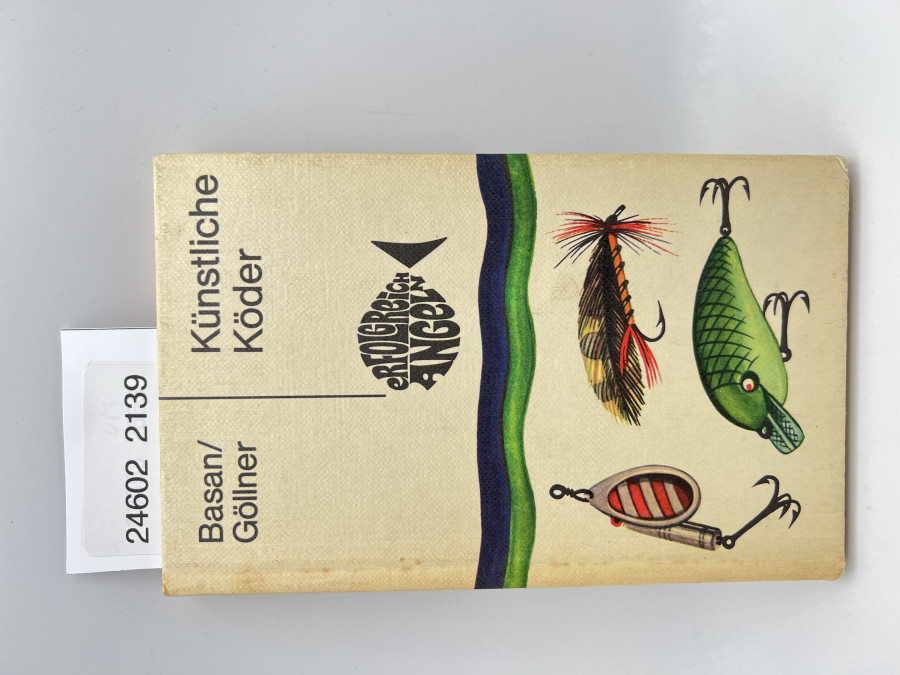 24602 2139
Basan/
Göllner
Künstliche
Köder
eRFOLGReiCH
ANGeLN